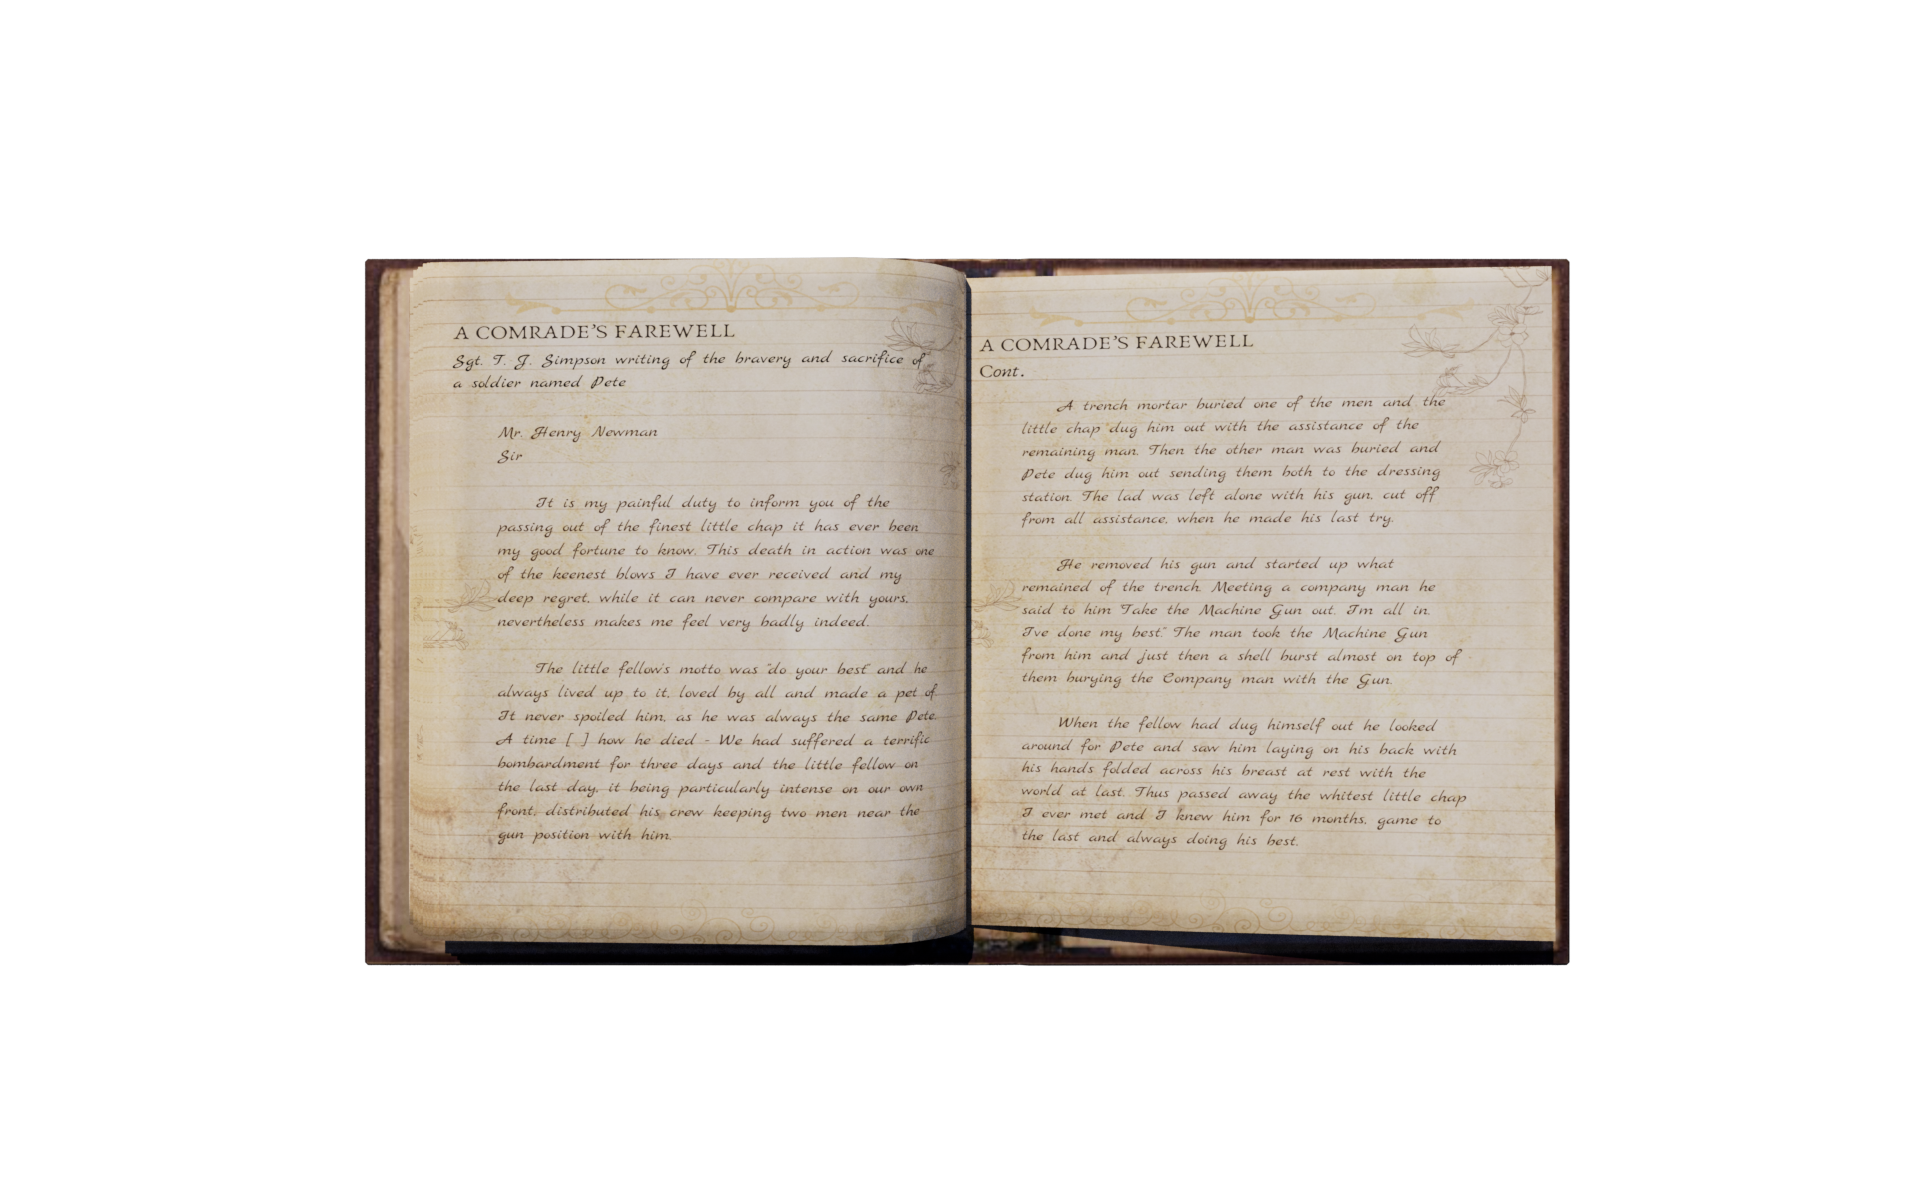 A COMRADE'S FAREWELL
Sgt. T. J. Simpson writing of the bravery and sacrifice of
a soldier named Pete
Mr. Henry Newman
Sir
It is my painful duty to inform you of the
passing out of the finest little chap it has ever been
my good fortune to know. This death in action was one
of the keenest blows I have ever received and my
deep regret, while it can never compare with yours,
nevertheless makes me feel very badly indeed.
The little fellow's motto was "do your best" and he
always lived up to it, loved by all and made a pet of.
It never spoiled him, as he was always the same Pete.
A time [ ] how he died - We had suffered a terrific
bombardment for three days and the little fellow on
the last day, it being particularly intense on our own
front, distributed his crew keeping two men near the
gun position with him.
A COMRADE'S FAREWELL
Cont.
A trench mortar buried one of the men and the
little chap dug him out with the assistance of the
remaining man. Then the other man was buried and
Pete dug him out sending them both to the dressing
station. The lad was left alone with his gun, cut off
from all assistance, when he made his last try.
He removed his gun and started up what
remained of the trench. Meeting a company man he
said to him Take the Machine Gun out. I'm all in.
I've done my best." The man took the Machine Gun
from him and just then a shell burst almost on top of
them burying the Company man with the Gun.
When the fellow had dug himself out he looked
around for Pete and saw him laying on his back with
his hands folded across his breast at rest with the
world at last. Thus passed away the whitest little chap
I ever met and I knew him for 16 months, game to
the last and always doing his best.